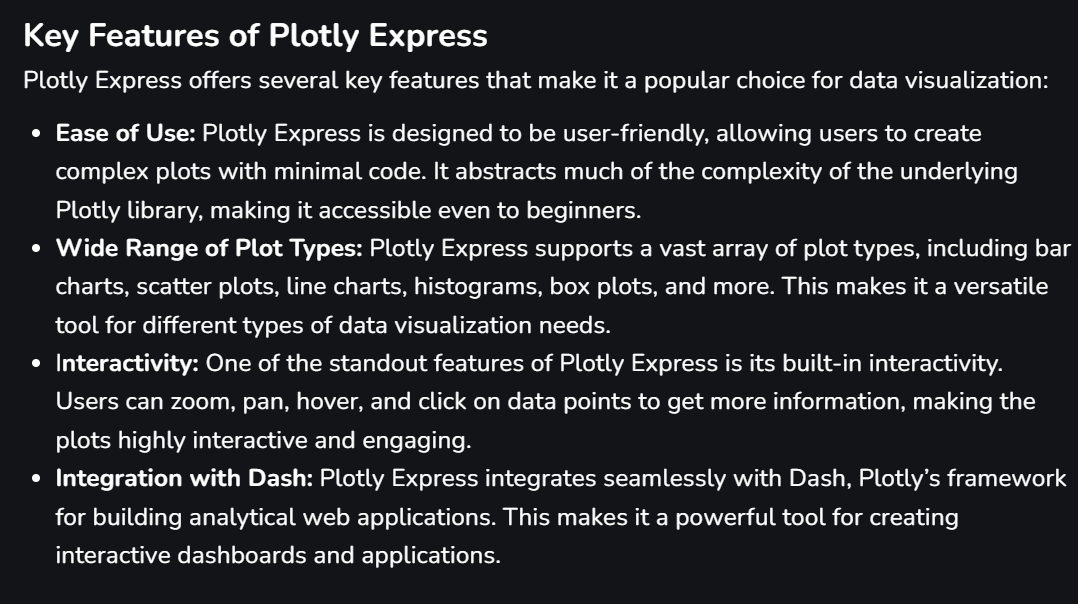 Key Features of Plotly Express
Plotly Express offers several key features that make it a popular choice for data visualization:
• Ease of Use: Plotly Express is designed to be user-friendly, allowing users to create
complex plots with minimal code. It abstracts much of the complexity of the underlying
Plotly library, making it accessible even to beginners.
• Wide Range of Plot Types: Plotly Express supports a vast array of plot types, including bar
charts, scatter plots, line charts, histograms, box plots, and more. This makes it a versatile
tool for different types of data visualization needs.
• Interactivity: One of the standout features of Plotly Express is its built-in interactivity.
Users can zoom, pan, hover, and click on data points to get more information, making the
plots highly interactive and engaging.
• Integration with Dash: Plotly Express integrates seamlessly with Dash, Plotly’s framework
for building analytical web applications. This makes it a powerful tool for creating
interactive dashboards and applications.